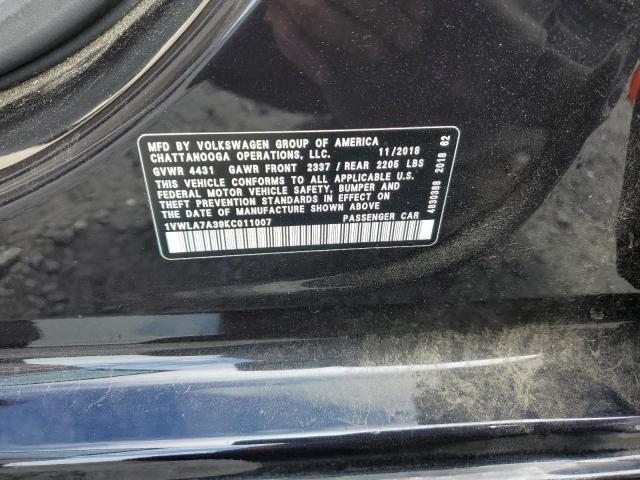 MFD BY VOLKSWAGEN GROUP OF AMERICA
CHATTANOOGA OPERATIONS, LLC. 11/2018
GVWR 4431 GAWR FRONT 2337 / REAR 2205 LBS
THIS VEHICLE CONFORMS TO ALL APPLICABLE U.S.
FEDERAL MOTOR VEHICLE SAFETY, BUMPER AND
THEFT PREVENTION STANDARDS IN EFFECT ON
THE DATE OF MANUFACTURE SHOWN ABOVE.
1VWLA7A39KC011007 PASSENGER CAR
4830388 2018 62